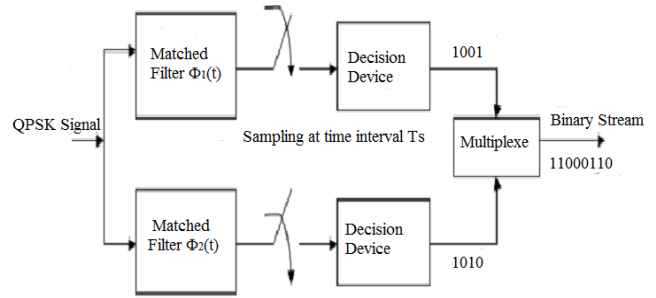 Matched
Filter Φ1(t)
Decision
Device
1001
QPSK Signal
Sampling at time interval Ts
Multiplexe
Binary Stream
11000110
Matched
Filter Φ2(t)
Decision
Device
1010